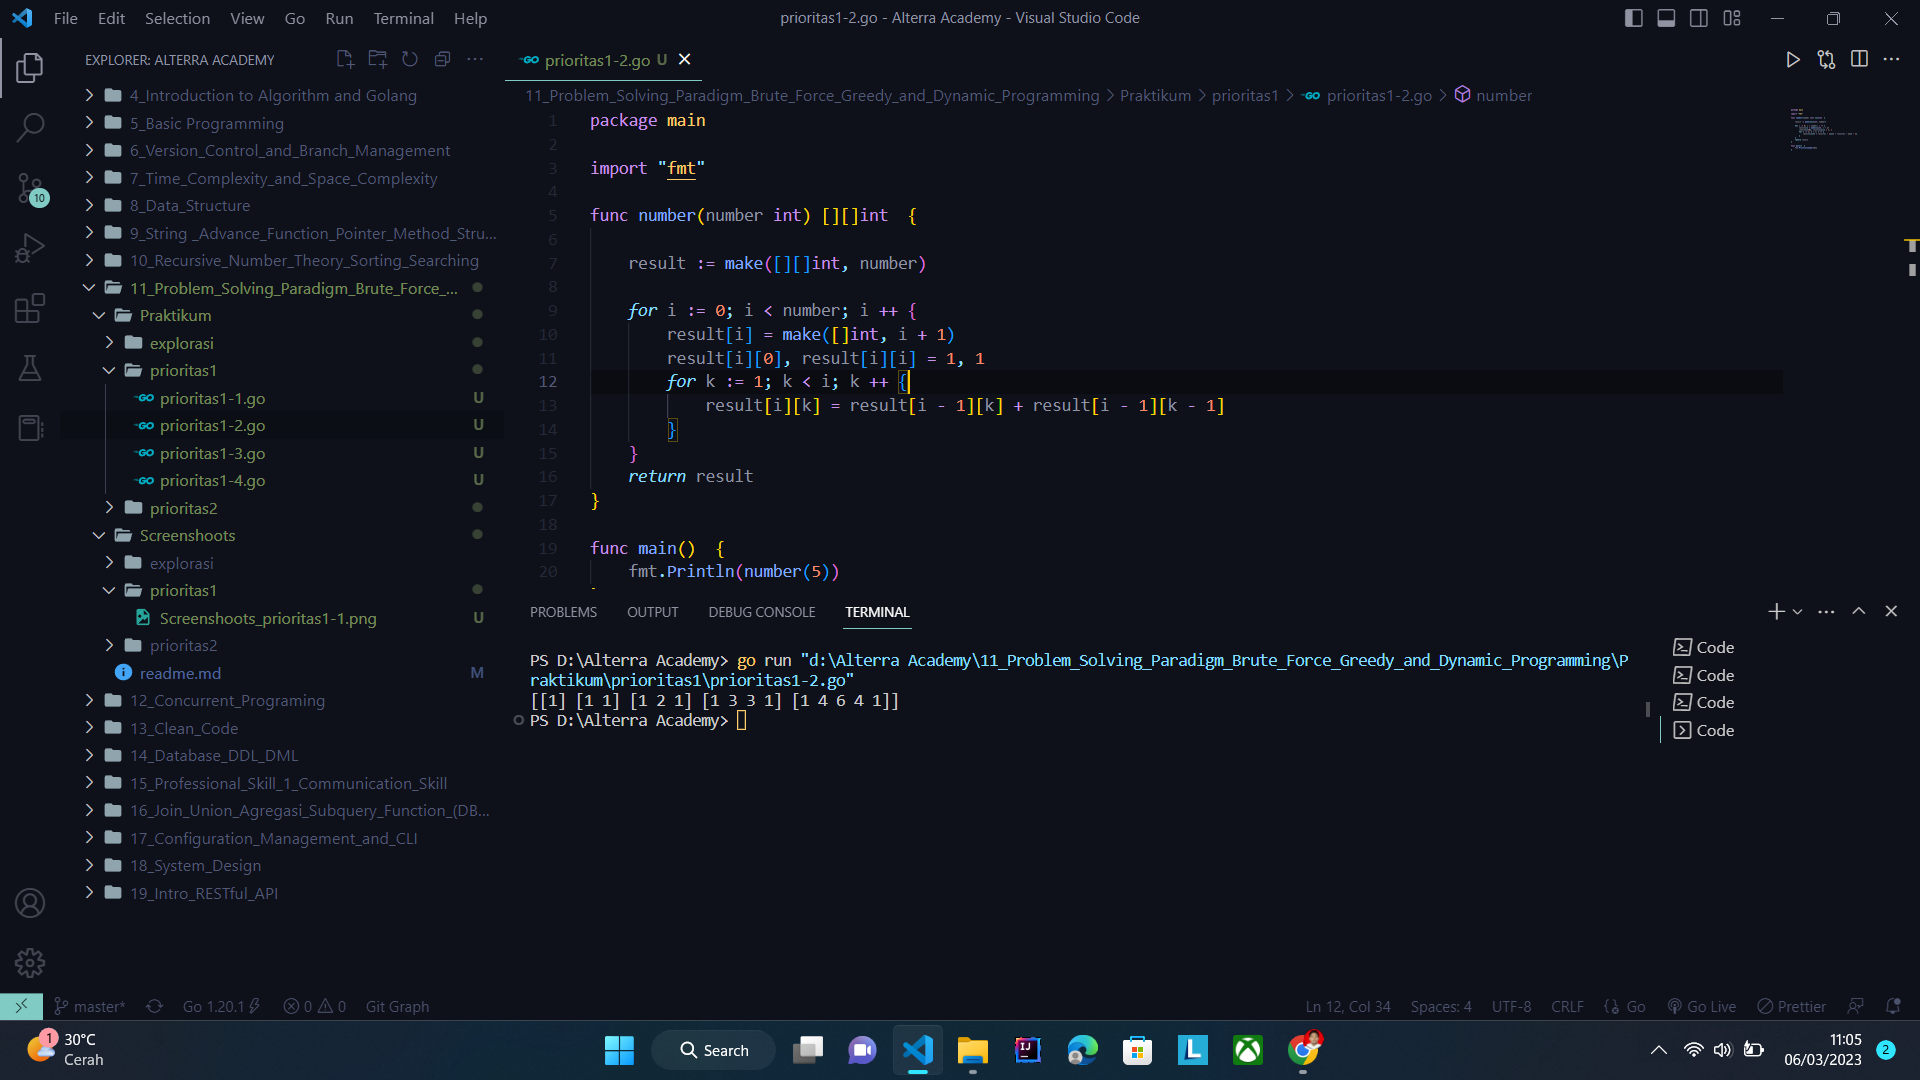 File Edit Selection View Go Run Terminal Help
prioritas1-2.go - Alterra Academy - Visual Studio Code
EXPLORER: ALTERRA ACADEMY
4_Introduction to Algorithm and Golang
5_Basic Programming
6_Version_Control_and_Branch_Management
7_Time_Complexity_and_Space_Complexity
8_Data_Structure
9_String _Advance_Function_Pointer_Method_Stru...
10_Recursive_Number_Theory_Sorting_Searching
11_Problem_Solving_Paradigm_Brute_Force_...
Praktikum
explorasi
prioritas1
GO prioritas1-1.go U
GO prioritas1-2.go U
GO prioritas1-3.go U
GO prioritas1-4.go U
prioritas2
Screenshoots
explorasi
prioritas1
Screenshoots_prioritas1-1.png U
prioritas2
readme.md M
12_Concurrent_Programing
13_Clean_Code
14_Database_DDL_DML
15_Professional_Skill_1_Communication_Skill
16_Join_Union_Agregasi_Subquery_Function_(DB...
17_Configuration_Management_and_CLI
18_System_Design
19_Intro_RESTful_API
10
GO prioritas1-2.go U
11_Problem_Solving_Paradigm_Brute_Force_Greedy_and_Dynamic_Programming > Praktikum > prioritas1 > GO prioritas1-2.go > number
1 package main
2
3 import "fmt"
4
5 func number(number int) [][]int  {
6
7 result := make([][]int, number)
8
9 for i := 0; i < number; i ++ {
10 result[i] = make([]int, i + 1)
11 result[i][0], result[i][i] = 1, 1
12 for k := 1; k < i; k ++ {
13 result[i][k] = result[i - 1][k] + result[i - 1][k - 1]
14 }
15 }
16 return result
17 }
18
19 func main()  {
20 fmt.Println(number(5))
PROBLEMS OUTPUT DEBUG CONSOLE TERMINAL
PS D:\Alterra Academy> go run "d:\Alterra Academy\11_Problem_Solving_Paradigm_Brute_Force_Greedy_and_Dynamic_Programming\P
raktikum\prioritas1\prioritas1-2.go"
[[1] [1 1] [1 2 1] [1 3 3 1] [1 4 6 4 1]]
PS D:\Alterra Academy>
Code
Code
Code
Code
master* Go 1.20.1 0 0 Git Graph
Ln 12, Col 34 Spaces: 4 UTF-8 CRLF Go Go Live Prettier
1
30°C
Cerah
Search
IJ
L
11:05
06/03/2023
2